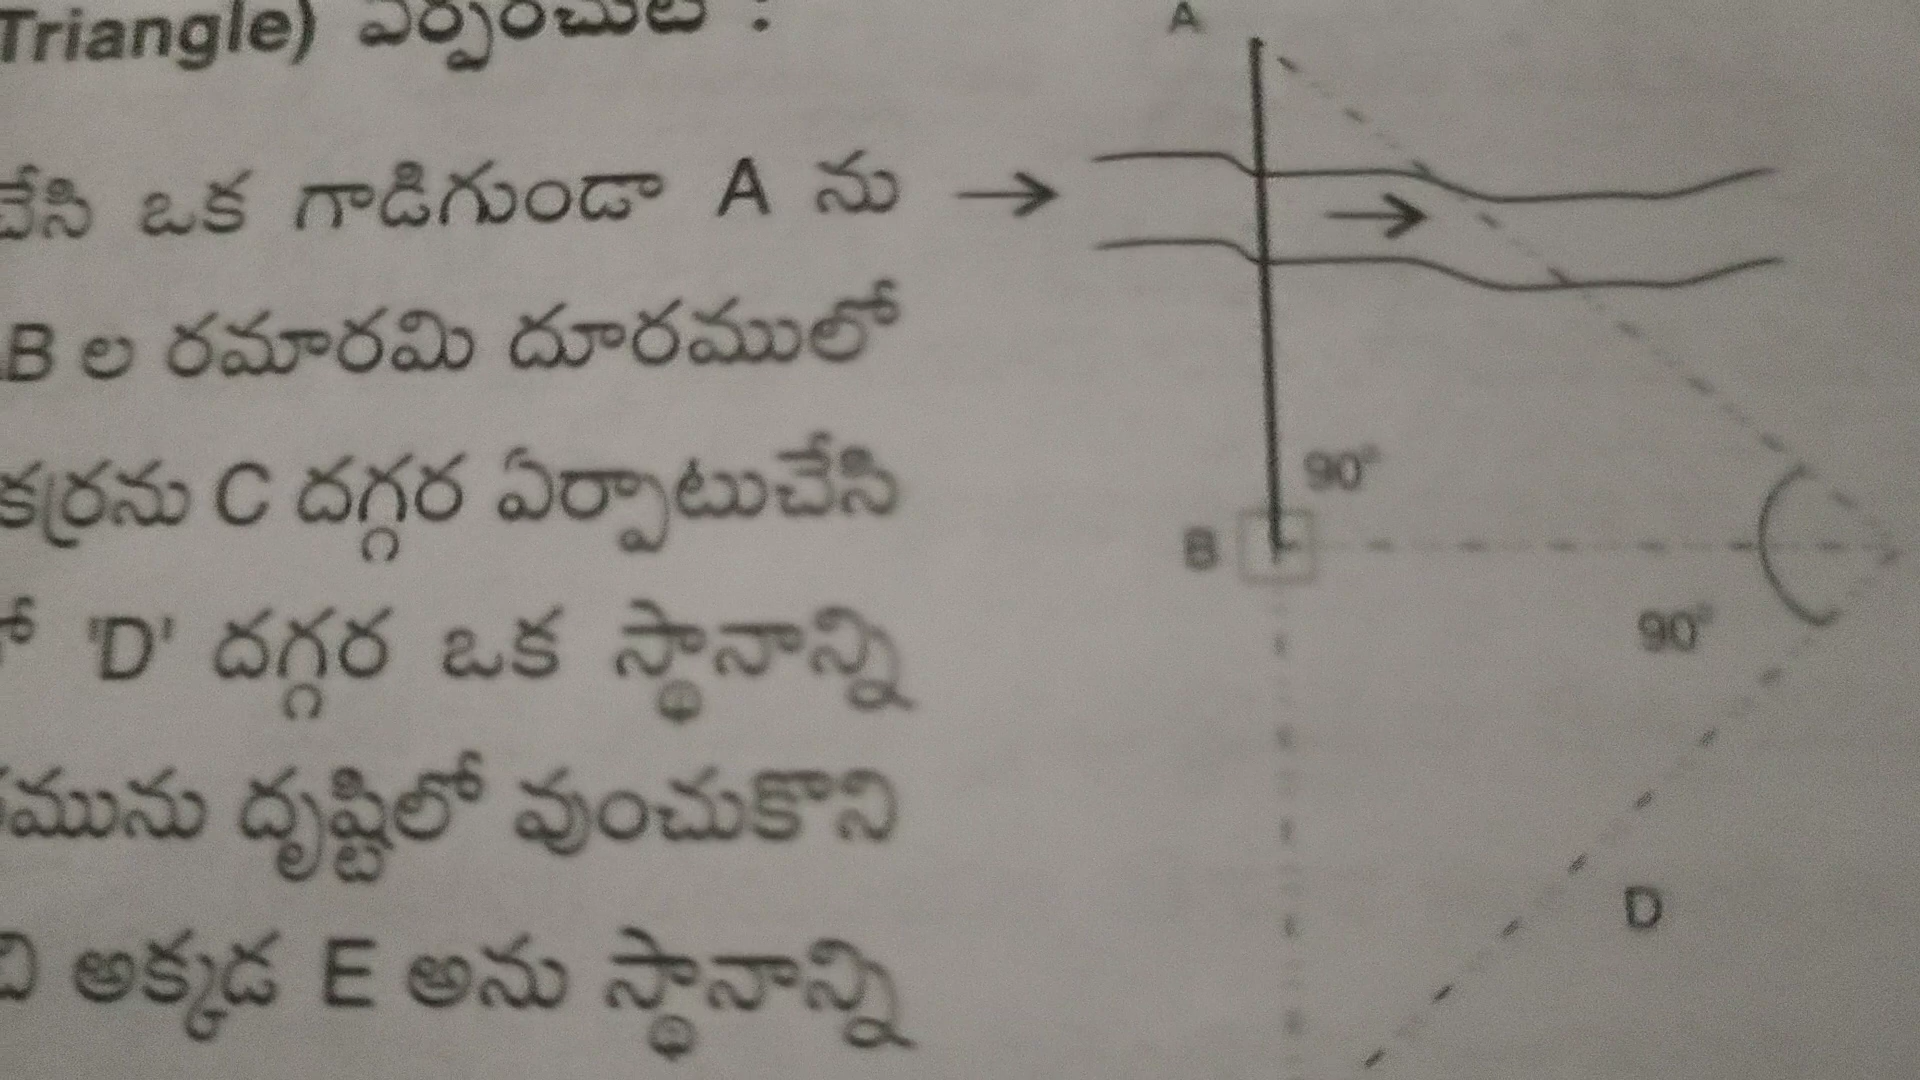 Triangle) ఏర్పరచుట :
A
చేసి ఒక గాడిగుండా A ను
B ల రమారమి దూరములో
కర్రను C దగ్గర ఏర్పాటుచేసి
90°
B
'D' దగ్గర ఒక స్థానాన్ని
90°
దృష్టిలో వుంచుకొని
D
అక్కడ E అను స్థానాన్ని